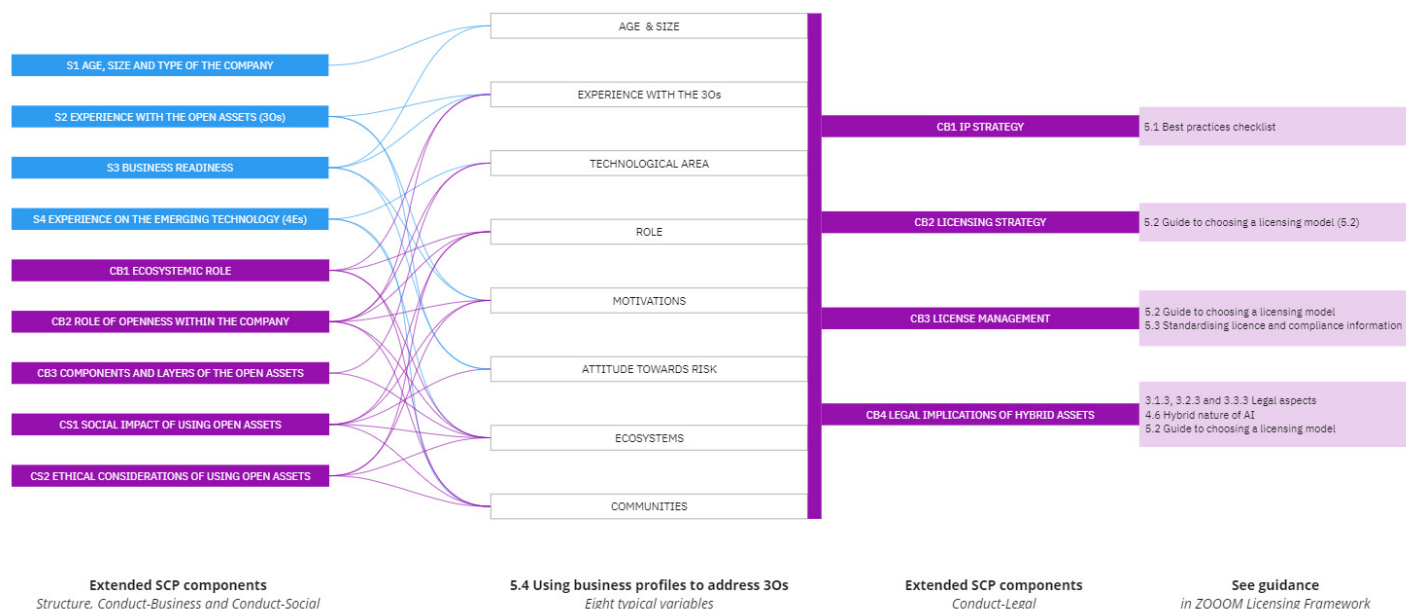 S1 AGE, SIZE AND TYPE OF THE COMPANY
S2 EXPERIENCE WITH THE OPEN ASSETS (3Os)
S3 BUSINESS READINESS
S4 EXPERIENCE ON THE EMERGING TECHNOLOGY (4Es)
CB1 ECOSYSTEMIC ROLE
CB2 ROLE OF OPENNESS WITHIN THE COMPANY
CB3 COMPONENTS AND LAYERS OF THE OPEN ASSETS
CS1 SOCIAL IMPACT OF USING OPEN ASSETS
CS2 ETHICAL CONSIDERATIONS OF USING OPEN ASSETS
AGE & SIZE
EXPERIENCE WITH THE 3Os
TECHNOLOGICAL AREA
ROLE
MOTIVATIONS
ATTITUDE TOWARDS RISK
ECOSYSTEMS
COMMUNITIES
CB1 IP STRATEGY
CB2 LICENSING STRATEGY
CB3 LICENSE MANAGEMENT
CB4 LEGAL IMPLICATIONS OF HYBRID ASSETS
5.1 Best practices checklist
5.2 Guide to choosing a licensing model (5.2)
5.2 Guide to choosing a licensing model
5.3 Standardising licence and compliance information
3.1.3, 3.2.3 and 3.3.3 Legal aspects
4.6 Hybrid nature of AI
5.2 Guide to choosing a licensing model
Extended SCP components
Structure, Conduct-Business and Conduct-Social
5.4 Using business profiles to address 3Os
Eight typical variables
Extended SCP components
Conduct-Legal
See guidance
in ZOOOM Licensing Framework